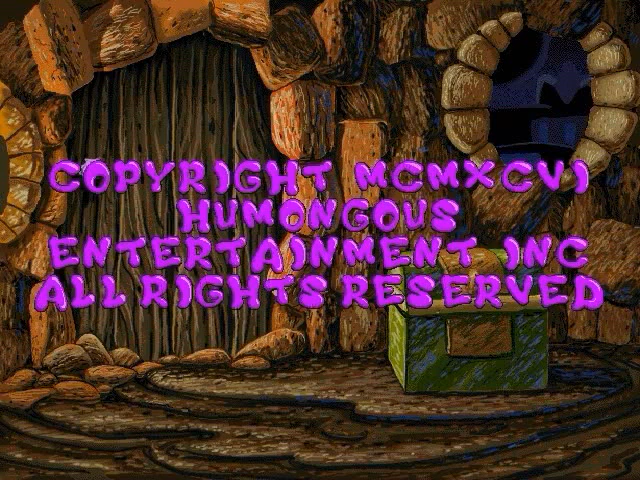 COPYRIGHT MCMXCVI
HUMONGOUS
ENTERTAINMENT INC
ALL RIGHTS RESERVED